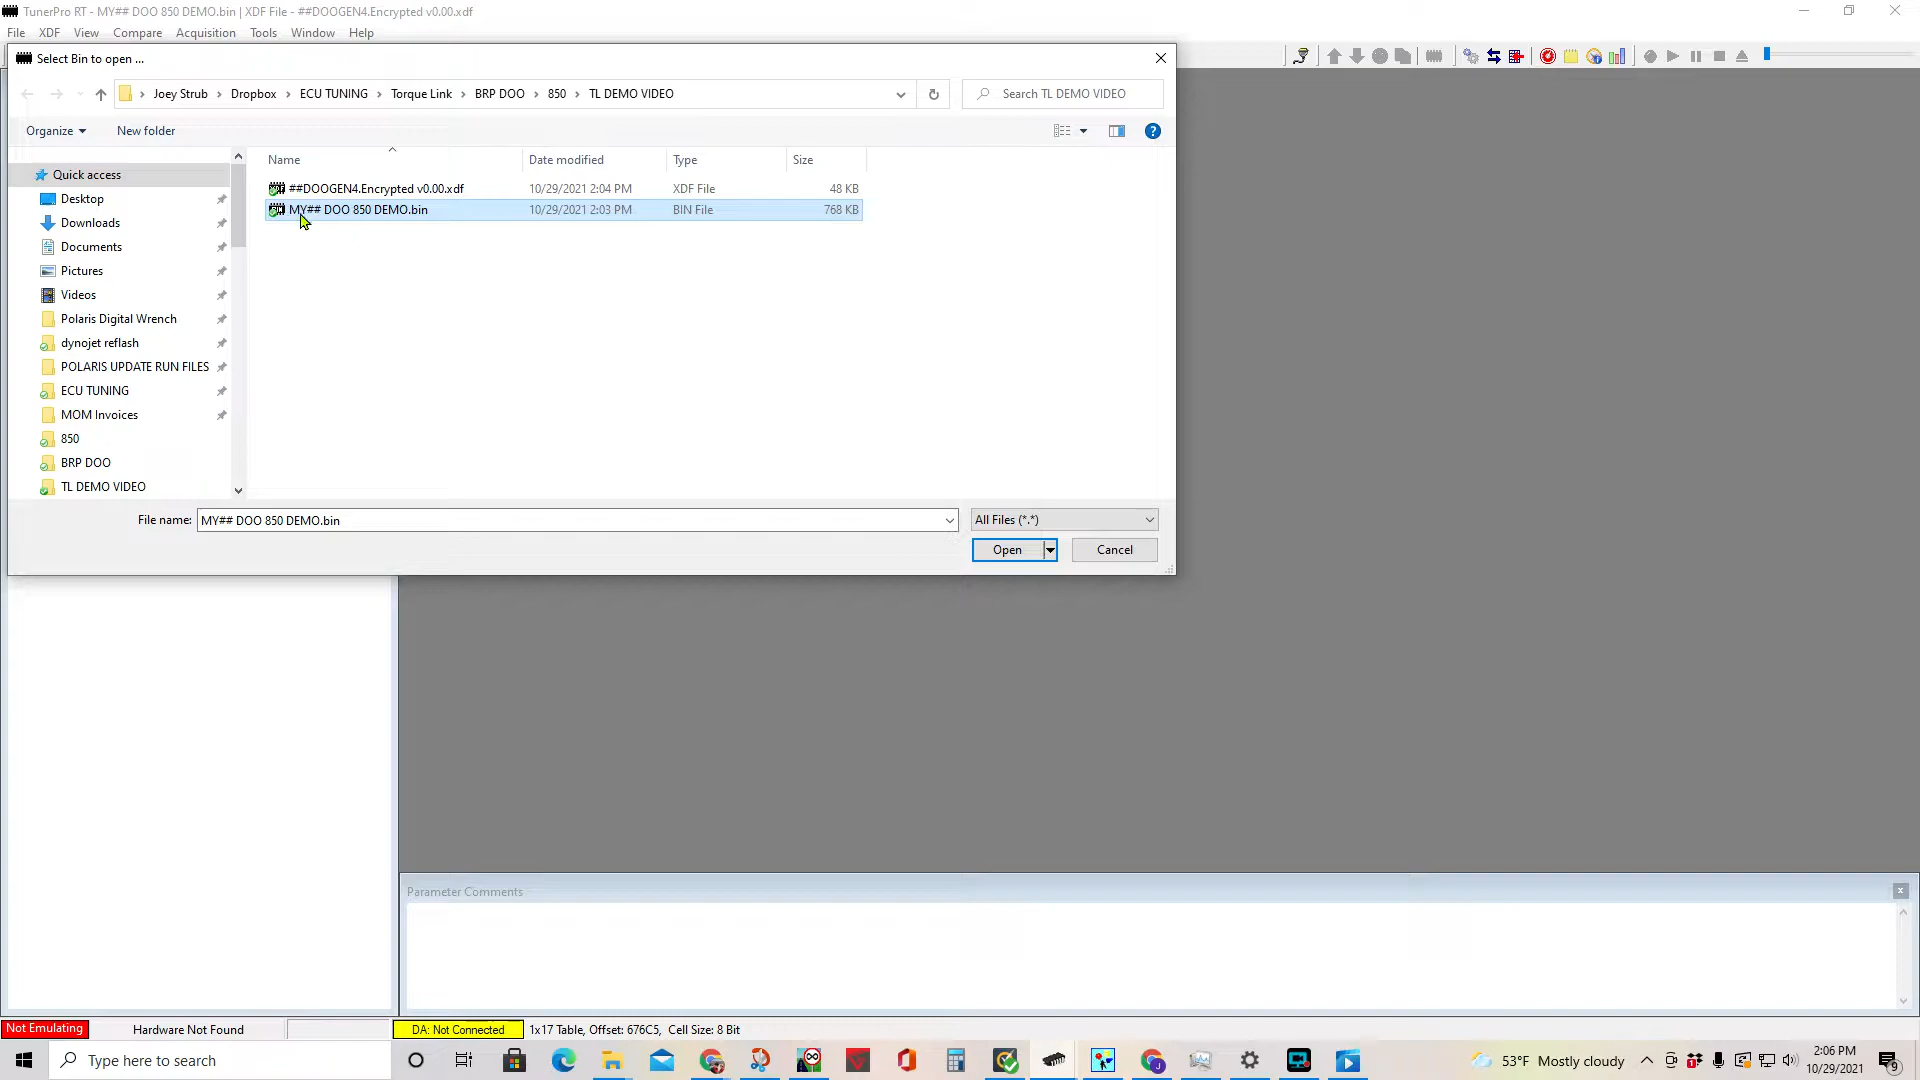 TunerPro RT - MY## DOO 850 DEMO.bin | XDF File - ##DOOGEN4.Encrypted v0.00.xdf
File XDF View Compare Acquisition Tools Window Help
Select Bin to open ...
Joey Strub > Dropbox > ECU TUNING > Torque Link > BRP DOO > 850 > TL DEMO VIDEO
Search TL DEMO VIDEO
Organize New folder
Name Date modified Type Size
##DOOGEN4.Encrypted v0.00.xdf 10/29/2021 2:04 PM XDF File 48 KB
MY## DOO 850 DEMO.bin 10/29/2021 2:03 PM BIN File 768 KB
Quick access
Desktop
Downloads
Documents
Pictures
Videos
Polaris Digital Wrench
dynojet reflash
POLARIS UPDATE RUN FILES
ECU TUNING
MOM Invoices
850
BRP DOO
TL DEMO VIDEO
File name: MY## DOO 850 DEMO.bin All Files (*.*)
Open Cancel
Parameter Comments
Not Emulating Hardware Not Found DA: Not Connected 1x17 Table, Offset: 676C5, Cell Size: 8 Bit
Type here to search
53°F Mostly cloudy
2:06 PM
10/29/2021
9